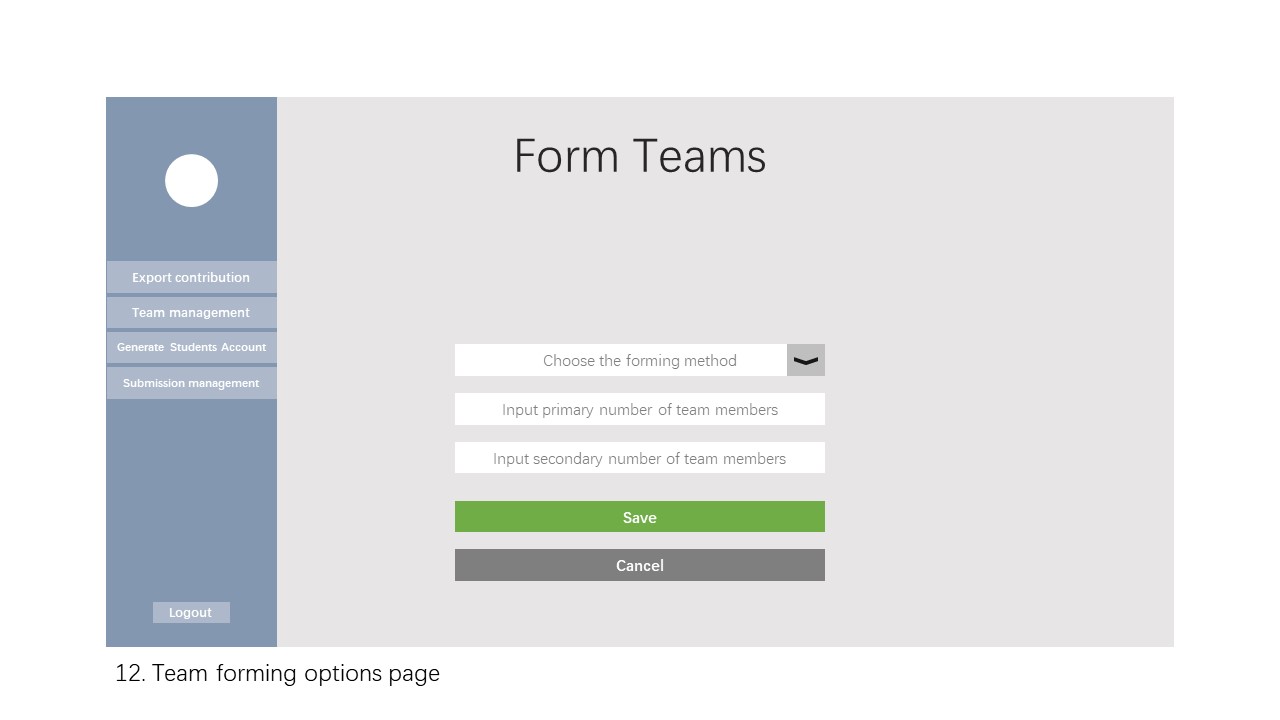 Form Teams
Export contribution
Team management
Generate Students Account
Submission management
Choose the forming method
Input primary number of team members
Input secondary number of team members
Save
Cancel
Logout
12. Team forming options page